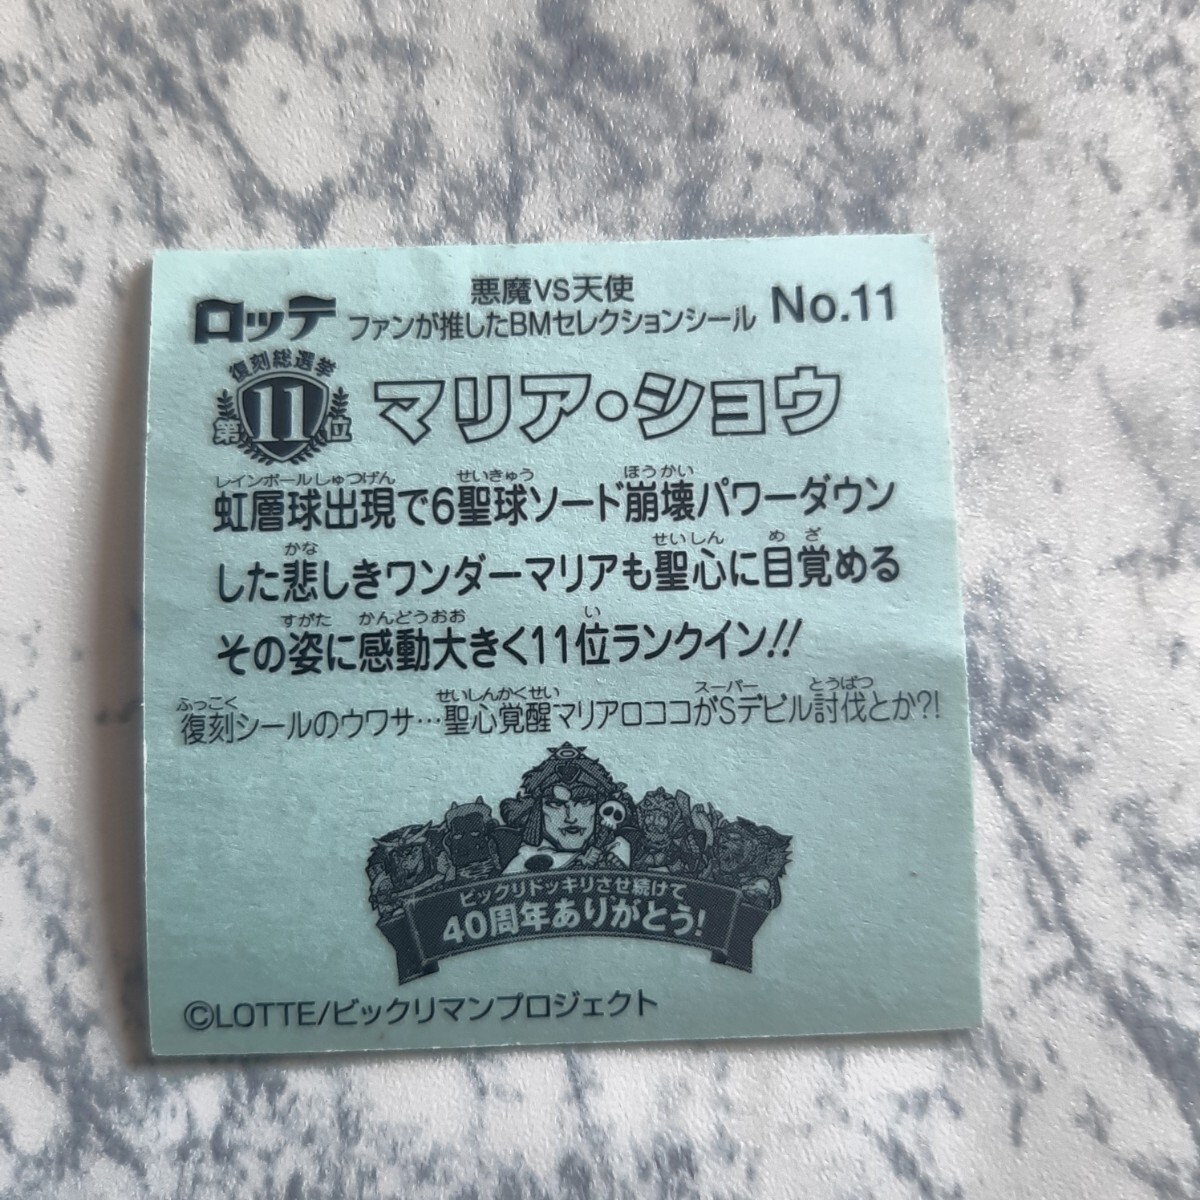 ロッテ 悪魔VS天使
ファンが推したBMセレクションシール No.11
復刻総選挙
第11位
マリア・ショウ
レインボールしゅつげん せいきゅう ほうかい
虹層球出現で6聖球ソード崩壊パワーダウン
かな せいしん めざ
した悲しきワンダーマリアも聖心に目覚める
すがた かんどうおお い
その姿に感動大きく11位ランクイン!!
ふっこく せいしんかくせい スーパー とうばつ
復刻シールのウワサ…聖心覚醒マリアロココがSデビル討伐とか?!
ビックリドッキリさせ続けて
40周年ありがとう!
©LOTTE/ビックリマンプロジェクト